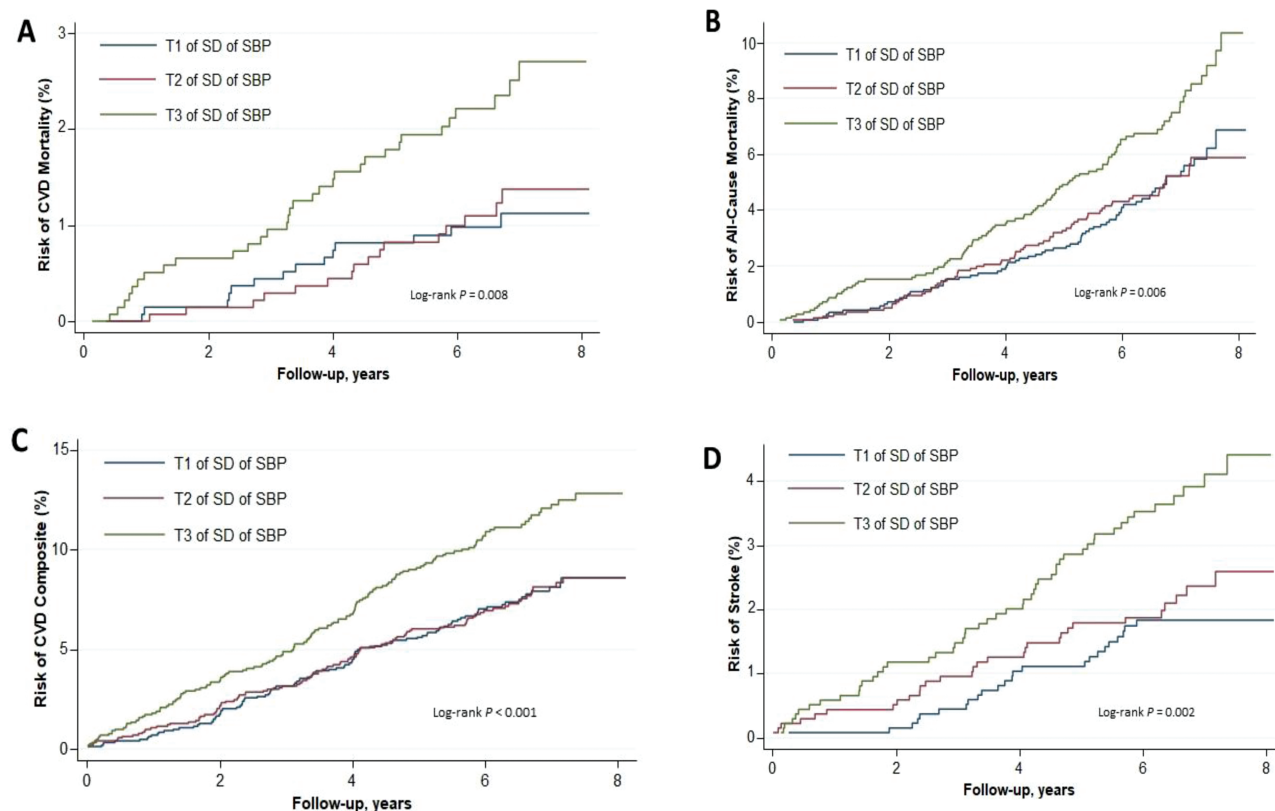 A
Risk of CVD Mortality (%)
3
2
1
0
T1 of SD of SBP
T2 of SD of SBP
T3 of SD of SBP
Log-rank P = 0.008
0 2 4 6 8
Follow-up, years
B
Risk of All-Cause Mortality (%)
10
8
6
4
2
0
T1 of SD of SBP
T2 of SD of SBP
T3 of SD of SBP
Log-rank P = 0.006
0 2 4 6 8
Follow-up, years
C
Risk of CVD Composite (%)
15
10
5
0
T1 of SD of SBP
T2 of SD of SBP
T3 of SD of SBP
Log-rank P < 0.001
0 2 4 6 8
Follow-up, years
D
Risk of Stroke (%)
4
3
2
1
0
T1 of SD of SBP
T2 of SD of SBP
T3 of SD of SBP
Log-rank P = 0.002
0 2 4 6 8
Follow-up, years